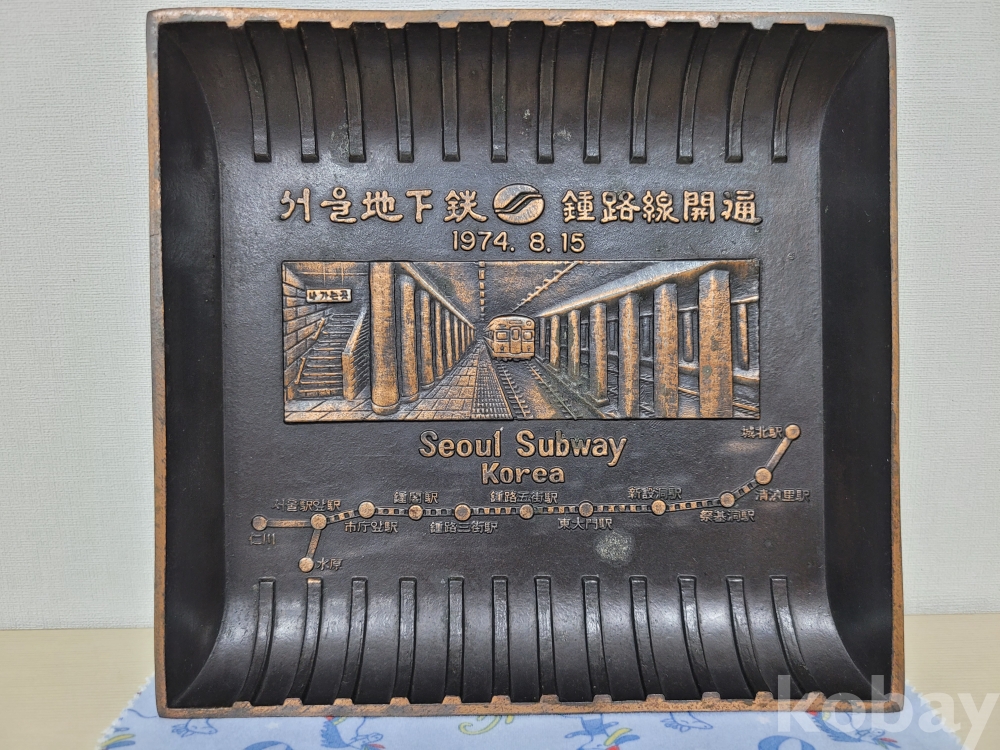 서울地下鉄 鍾路線開通
1974. 8. 15
나가는곳
Seoul Subway
Korea
城北駅
淸凉里駅
祭基洞駅
新設洞駅
東大門駅
鍾路五街駅
鍾路三街駅
鍾閣駅
市庁앞駅
서울駅앞駅
仁川
水原
kobay